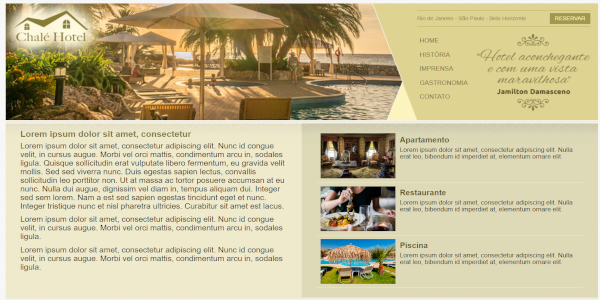 Chalé Hotel
Rio de Janeiro - São Paulo - Belo Horizonte
RESERVAR
HOME
HISTÓRIA
IMPRENSA
GASTRONOMIA
CONTATO
"Hotel aconchegante
e com uma vista
maravilhosa"
Jamilton Damasceno
Lorem ipsum dolor sit amet, consectetur
Lorem ipsum dolor sit amet, consectetur adipiscing elit. Nunc id congue
velit, in cursus augue. Morbi vel orci mattis, condimentum arcu in, sodales
ligula. Quisque sollicitudin erat vulputate libero fermentum, eu gravida velit
mollis. Sed sed viverra nunc. Duis egestas sapien lectus, convallis
sollicitudin leo porttitor non. Ut at massa ac tortor posuere accumsan at eu
nunc. Nulla dui augue, dignissim vel diam in, tempus aliquam dui. Integer
sed sem lorem. Nam a est sed sapien egestas tincidunt eget et nunc.
Integer tristique nunc et nisl pharetra ultricies. Curabitur sit amet est lacus.
Lorem ipsum dolor sit amet, consectetur adipiscing elit. Nunc id congue
velit, in cursus augue. Morbi vel orci mattis, condimentum arcu in, sodales
ligula.
Lorem ipsum dolor sit amet, consectetur adipiscing elit. Nunc id congue
velit, in cursus augue. Morbi vel orci mattis, condimentum arcu in, sodales
ligula.
Apartamento
Lorem ipsum dolor sit amet, consectetur adipiscing elit. Nulla
erat leo, bibendum id imperdiet at, elementum ornare elit.
Restaurante
Lorem ipsum dolor sit amet, consectetur adipiscing elit. Nulla
erat leo, bibendum id imperdiet at, elementum ornare elit.
Piscina
Lorem ipsum dolor sit amet, consectetur adipiscing elit. Nulla
erat leo, bibendum id imperdiet at, elementum ornare elit.